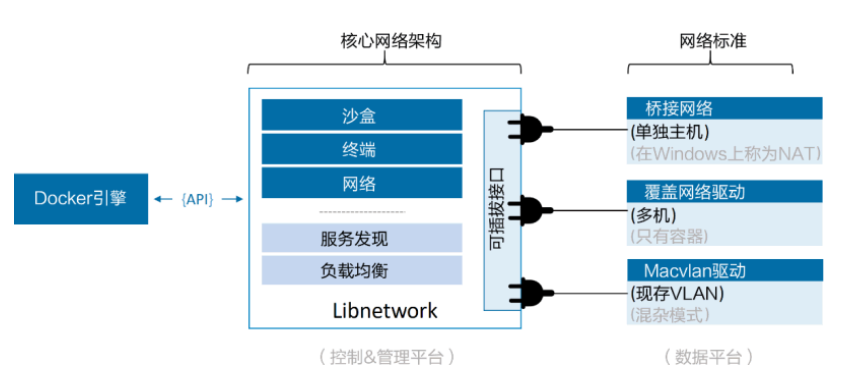 核心网络架构
网络标准
Docker引擎
{API}
沙盒
终端
网络
服务发现
负载均衡
Libnetwork
可插拔接口
桥接网络
(单独主机)
(在Windows上称为NAT)
覆盖网络驱动
(多机)
(只有容器)
Macvlan驱动
(现存VLAN)
(混杂模式)
（控制&管理平台）
（数据平台）